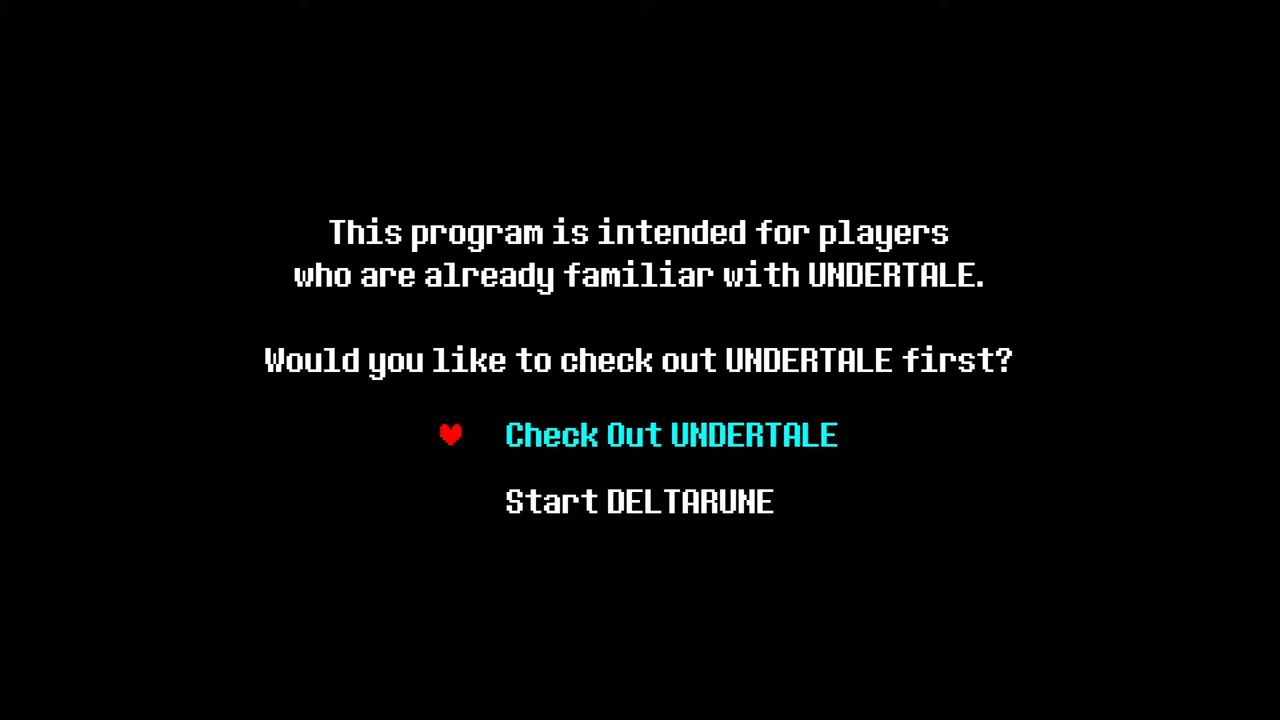 This program is intended for players
who are already familiar with UNDERTALE.
Would you like to check out UNDERTALE first?
Check Out UNDERTALE
Start DELTARUNE